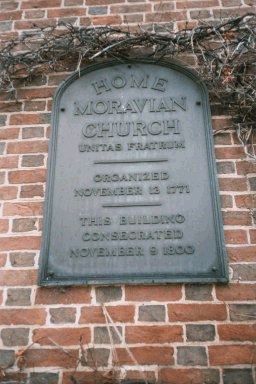 HOME
MORAVIAN
CHURCH
UNITAS FRATRUM
ORGANIZED
NOVEMBER 13 1771
THIS BUILDING
CONSECRATED
NOVEMBER 9 1800